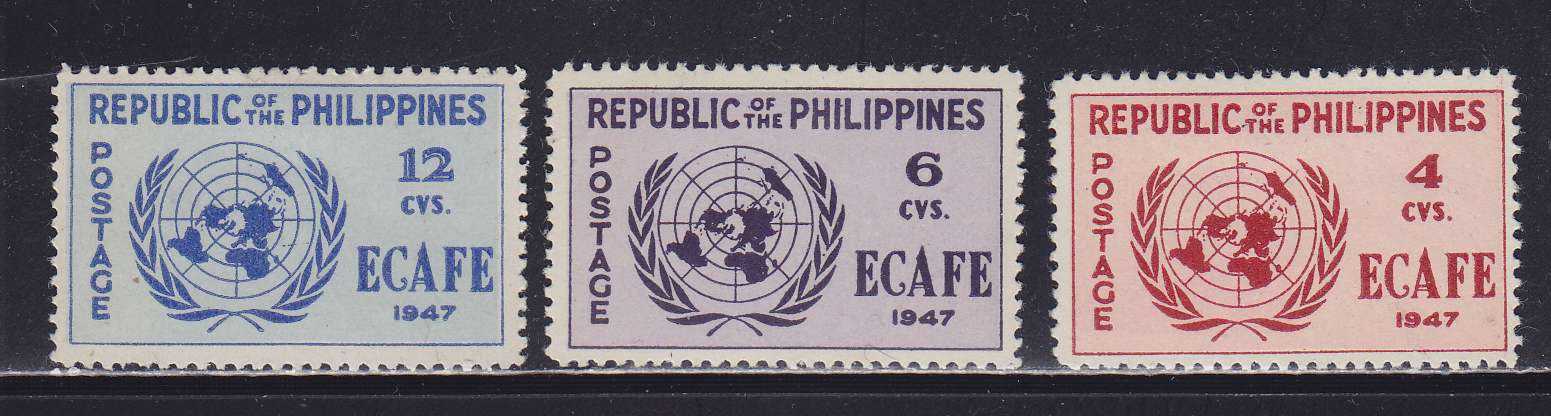 REPUBLIC OF THE PHILIPPINES
POSTAGE
12
CVS.
ECAFE
1947
REPUBLIC OF THE PHILIPPINES
POSTAGE
6
CVS.
ECAFE
1947
REPUBLIC OF THE PHILIPPINES
POSTAGE
4
CVS.
ECAFE
1947